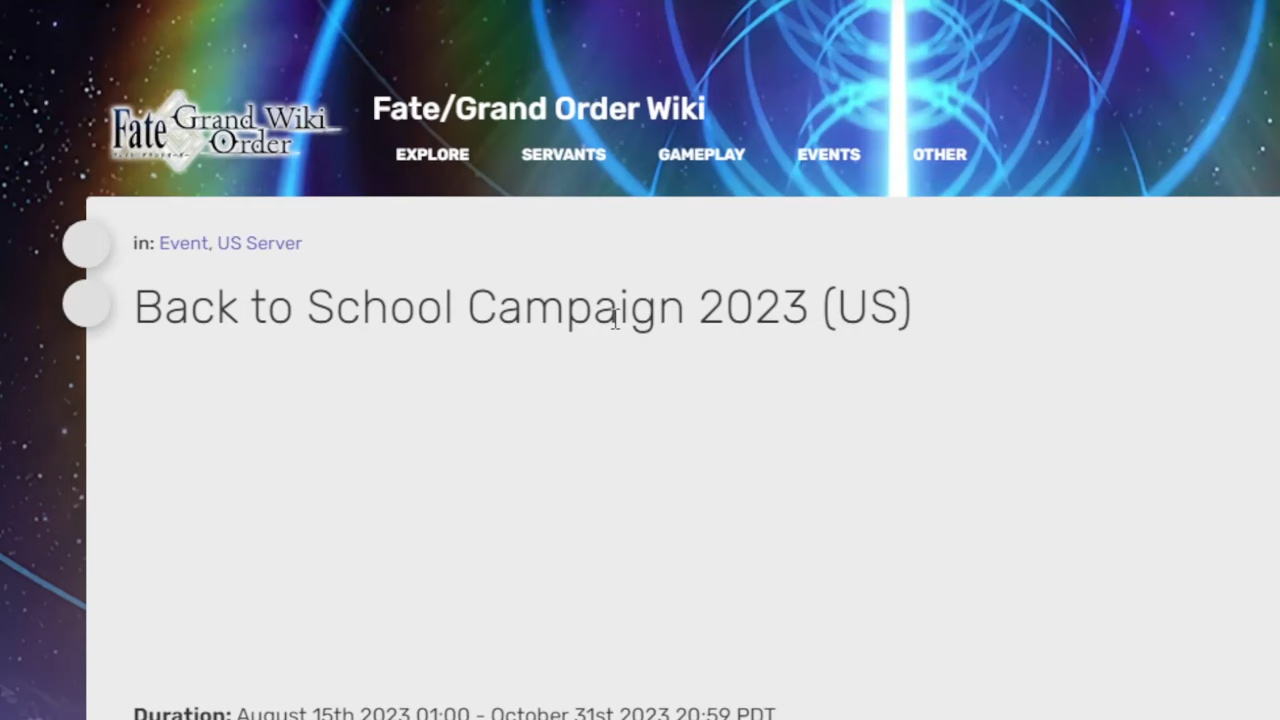 Fate/Grand Order Wiki
Fate
Grand Wiki
Order
EXPLORE SERVANTS GAMEPLAY EVENTS OTHER
in: Event, US Server
Back to School Campaign 2023 (US)
Duration: August 15th 2023 01:00 - October 31st 2023 20:59 PDT